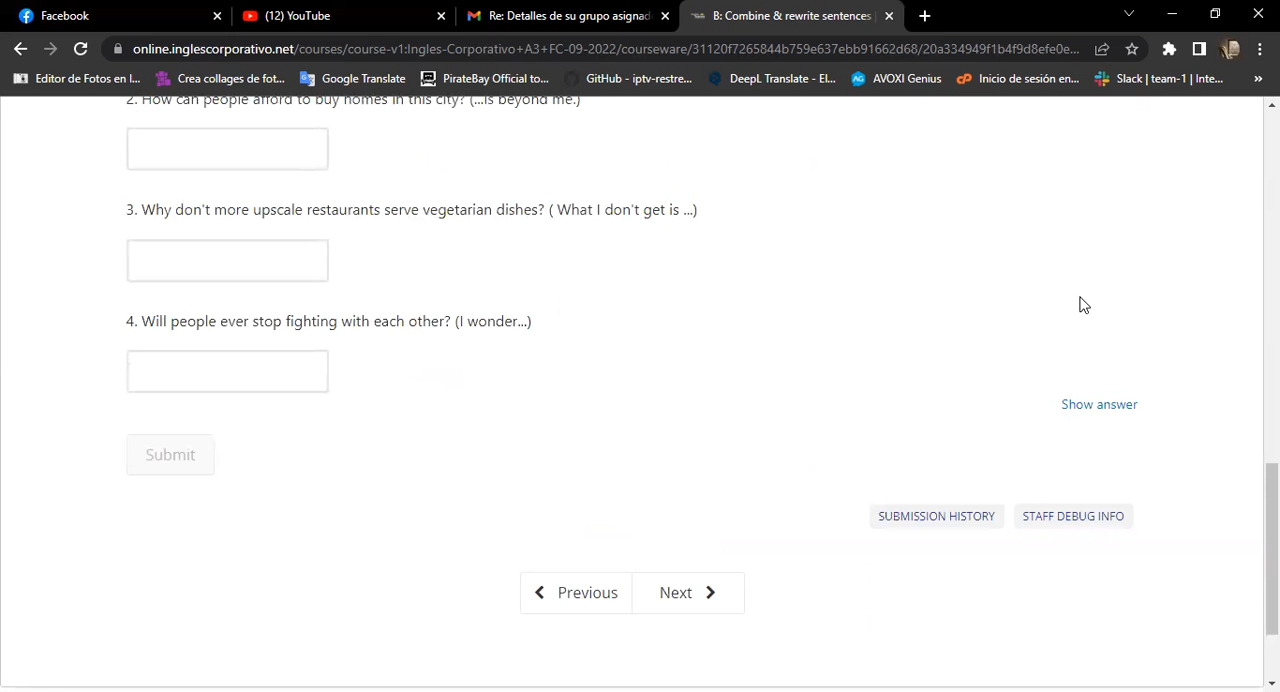 Facebook
(12) YouTube
Re: Detalles de su grupo asignad
B: Combine & rewrite sentences
online.inglescorporativo.net/courses/course-v1:Ingles-Corporativo+A3+FC-09-2022/courseware/31120f7265844b759e637ebb91662d68/20a334949f1b4f9d8efe0e...
Editor de Fotos en l...
Crea collages de fot...
Google Translate
PirateBay Official to...
GitHub - iptv-restre...
DeepL Translate - El...
AVOXI Genius
Inicio de sesión en...
Slack | team-1 | Inte...
»
2. How can people afford to buy homes in this city? (...is beyond me.)
3. Why don't more upscale restaurants serve vegetarian dishes? ( What I don't get is ...)
4. Will people ever stop fighting with each other? (I wonder...)
Show answer
Submit
SUBMISSION HISTORY
STAFF DEBUG INFO
Previous
Next